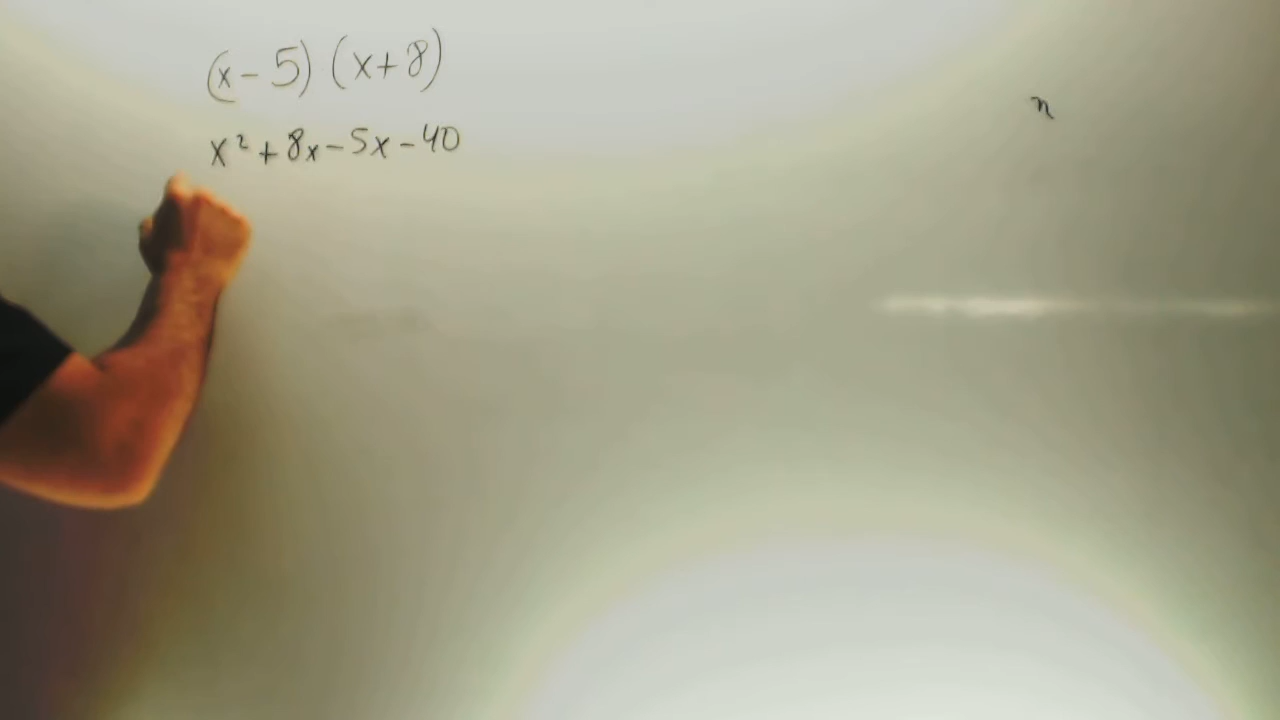 (x - 5) (x + 8)
x² + 8x - 5x - 40
n